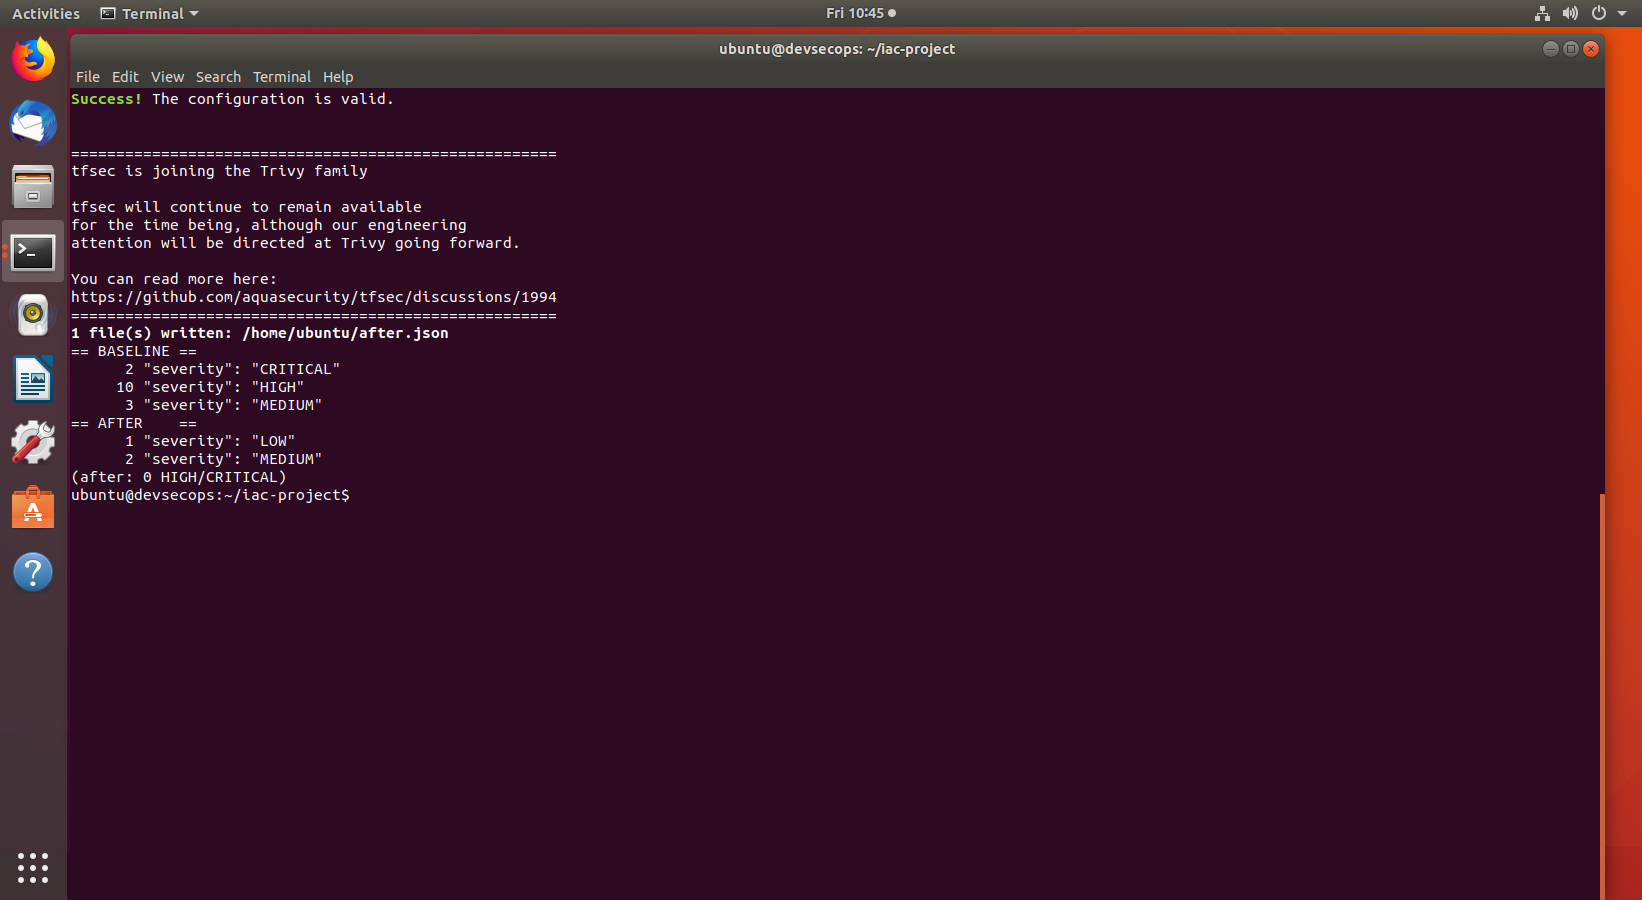 Activities
Terminal
Fri 10:45
ubuntu@devsecops: ~/iac-project
File Edit View Search Terminal Help
Success! The configuration is valid.
======================================================
tfsec is joining the Trivy family
tfsec will continue to remain available
for the time being, although our engineering
attention will be directed at Trivy going forward.
You can read more here:
https://github.com/aquasecurity/tfsec/discussions/1994
======================================================
1 file(s) written: /home/ubuntu/after.json
== BASELINE ==
2 "severity": "CRITICAL"
10 "severity": "HIGH"
3 "severity": "MEDIUM"
== AFTER    ==
1 "severity": "LOW"
2 "severity": "MEDIUM"
(after: 0 HIGH/CRITICAL)
ubuntu@devsecops:~/iac-project$